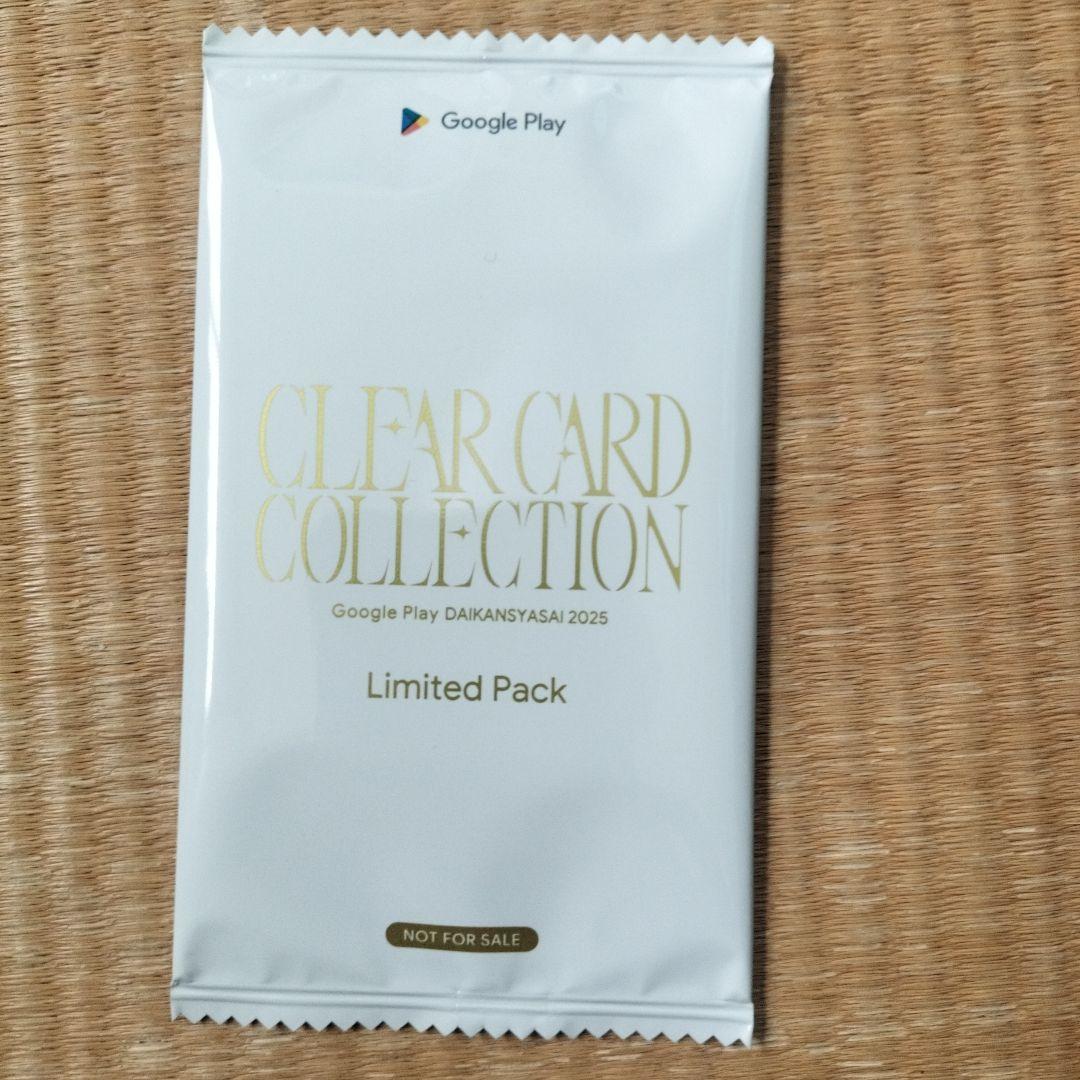 Google Play
CLEAR CARD
COLLECTION
Google Play DAIKANSYASAI 2025
Limited Pack
NOT FOR SALE